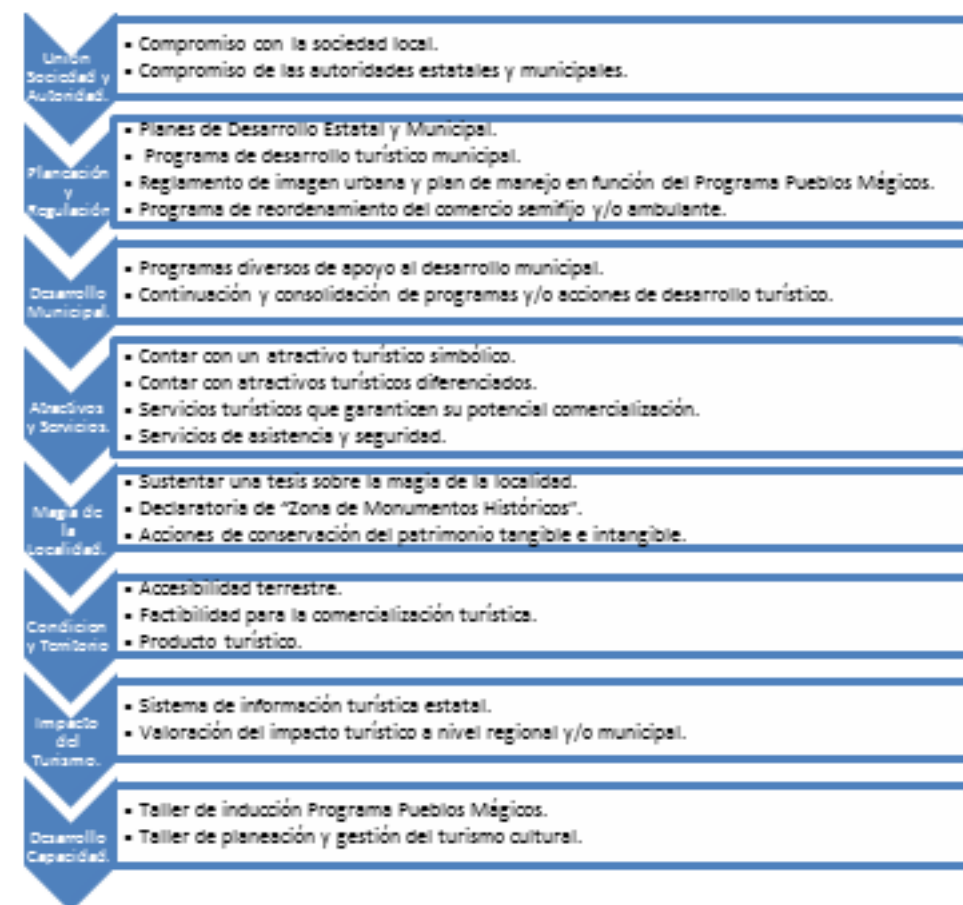 Unión
Sociedad y
Autoridad.
• Compromiso con la sociedad local.
• Compromiso de las autoridades estatales y municipales.
Planeación
y
Regulación
• Planes de Desarrollo Estatal y Municipal.
• Programa de desarrollo turístico municipal.
• Reglamento de imagen urbana y plan de manejo en función del Programa Pueblos Mágicos.
• Programa de reordenamiento del comercio semifijo y/o ambulante.
Desarrollo
Municipal.
• Programas diversos de apoyo al desarrollo municipal.
• Continuación y consolidación de programas y/o acciones de desarrollo turístico.
Atractivos
y Servicios.
• Contar con un atractivo turístico simbólico.
• Contar con atractivos turísticos diferenciados.
• Servicios turísticos que garanticen su potencial comercialización.
• Servicios de asistencia y seguridad.
Magia de
la
Localidad.
• Sustentar una tesis sobre la magia de la localidad.
• Declaratoria de “Zona de Monumentos Históricos”.
• Acciones de conservación del patrimonio tangible e intangible.
Condicion
y Territorio
• Accesibilidad terrestre.
• Factibilidad para la comercialización turística.
• Producto turístico.
Impacto
del
Turismo.
• Sistema de información turística estatal.
• Valoración del impacto turístico a nivel regional y/o municipal.
Desarrollo
Capacidad.
• Taller de inducción Programa Pueblos Mágicos.
• Taller de planeación y gestión del turismo cultural.